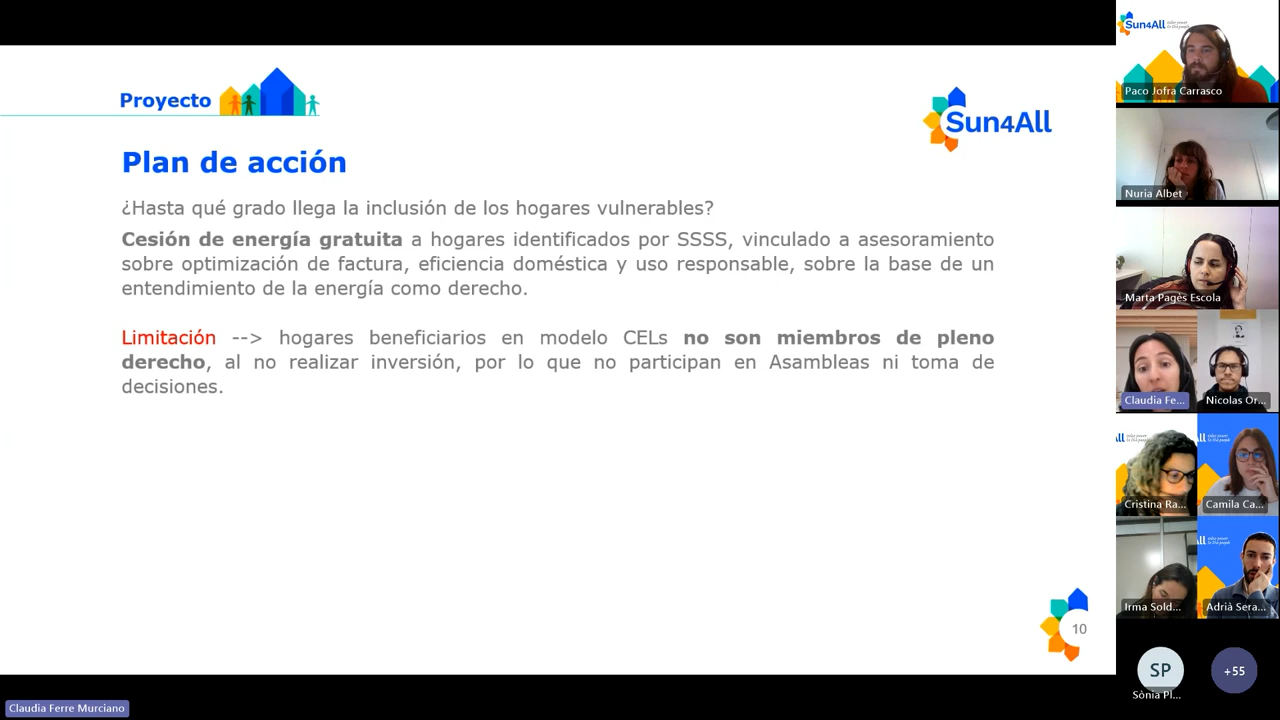 Proyecto
Sun4All
Plan de acción
¿Hasta qué grado llega la inclusión de los hogares vulnerables?
Cesión de energía gratuita a hogares identificados por SSSS, vinculado a asesoramiento
sobre optimización de factura, eficiencia doméstica y uso responsable, sobre la base de un
entendimiento de la energía como derecho.
Limitación --> hogares beneficiarios en modelo CELs no son miembros de pleno
derecho, al no realizar inversión, por lo que no participan en Asambleas ni toma de
decisiones.
10
Claudia Ferre Murciano
Sun4All
Paco Jofra Carrasco
Nuria Albet
Marta Pagès Escola
Claudia Fe...
Nicolas Or...
All
Cristina Ra...
All
Camila Ca...
Irma Sold...
All
Adrià Sera...
SP
Sònia Pl...
+55